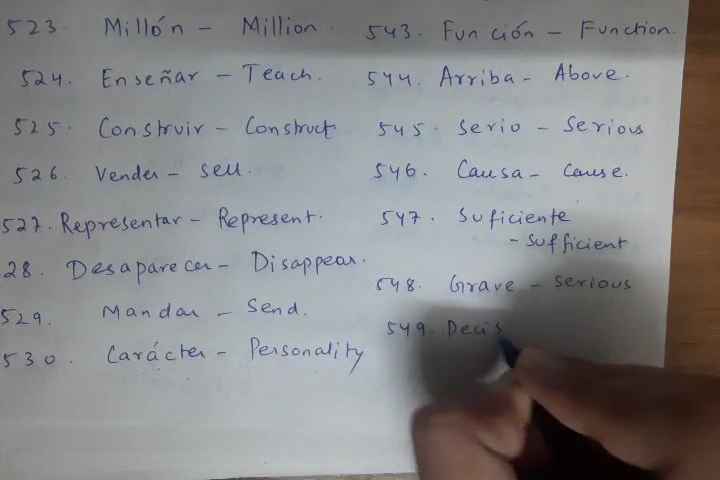 523. Millón - Million.
524. Enseñar - Teach.
525. Construir - Construct
526. Vender - sell.
527. Representar - Represent.
28. Desaparecer - Disappear.
529. Mandar - Send.
530. Carácter - Personality
543. Función - Function.
544. Arriba - Above.
545. Serio - Serious
546. Causa - Cause.
547. Suficiente
- Sufficient
548. Grave - Serious
549. Decis